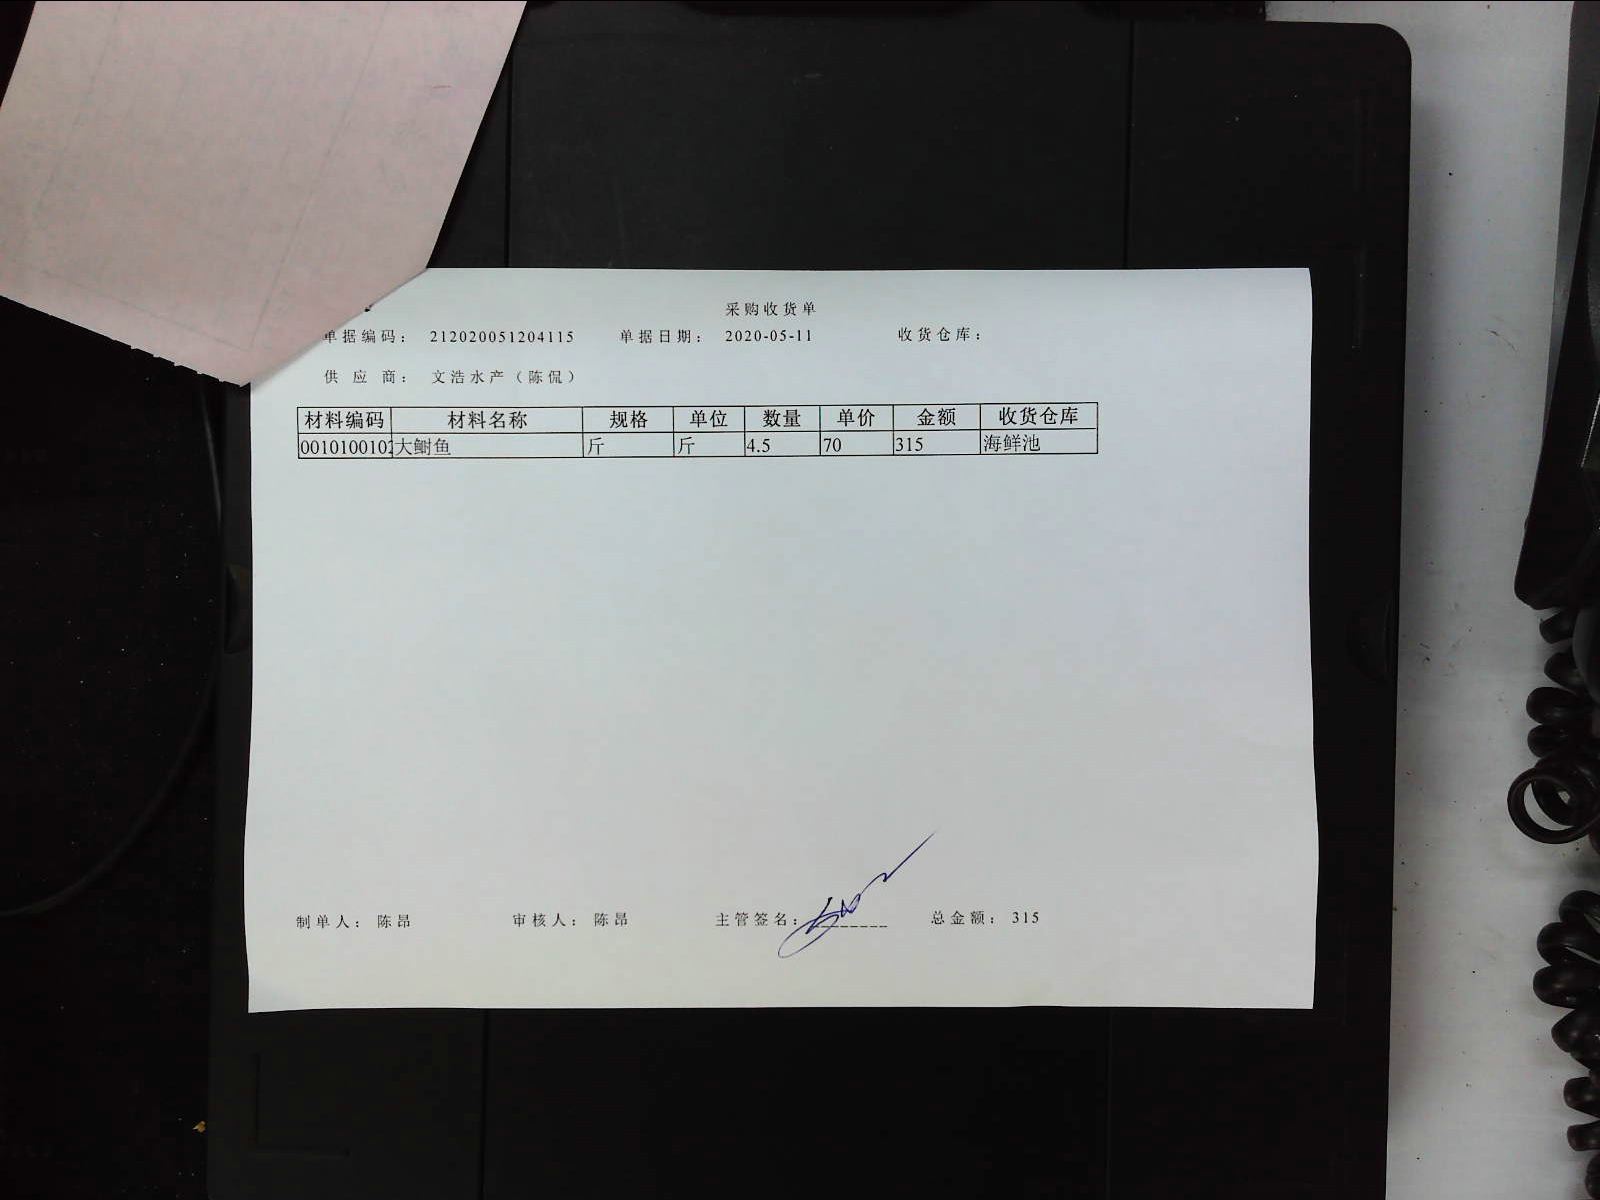 采购收货单
单据编码： 212020051204115 单据日期： 2020-05-11 收货仓库：
供 应 商： 文浩水产（陈侃）
材料编码 材料名称 规格 单位 数量 单价 金额 收货仓库
0010100102 大鲥鱼 斤 斤 4.5 70 315 海鲜池
制单人： 陈昂 审核人： 陈昂 主管签名： 总金额： 315